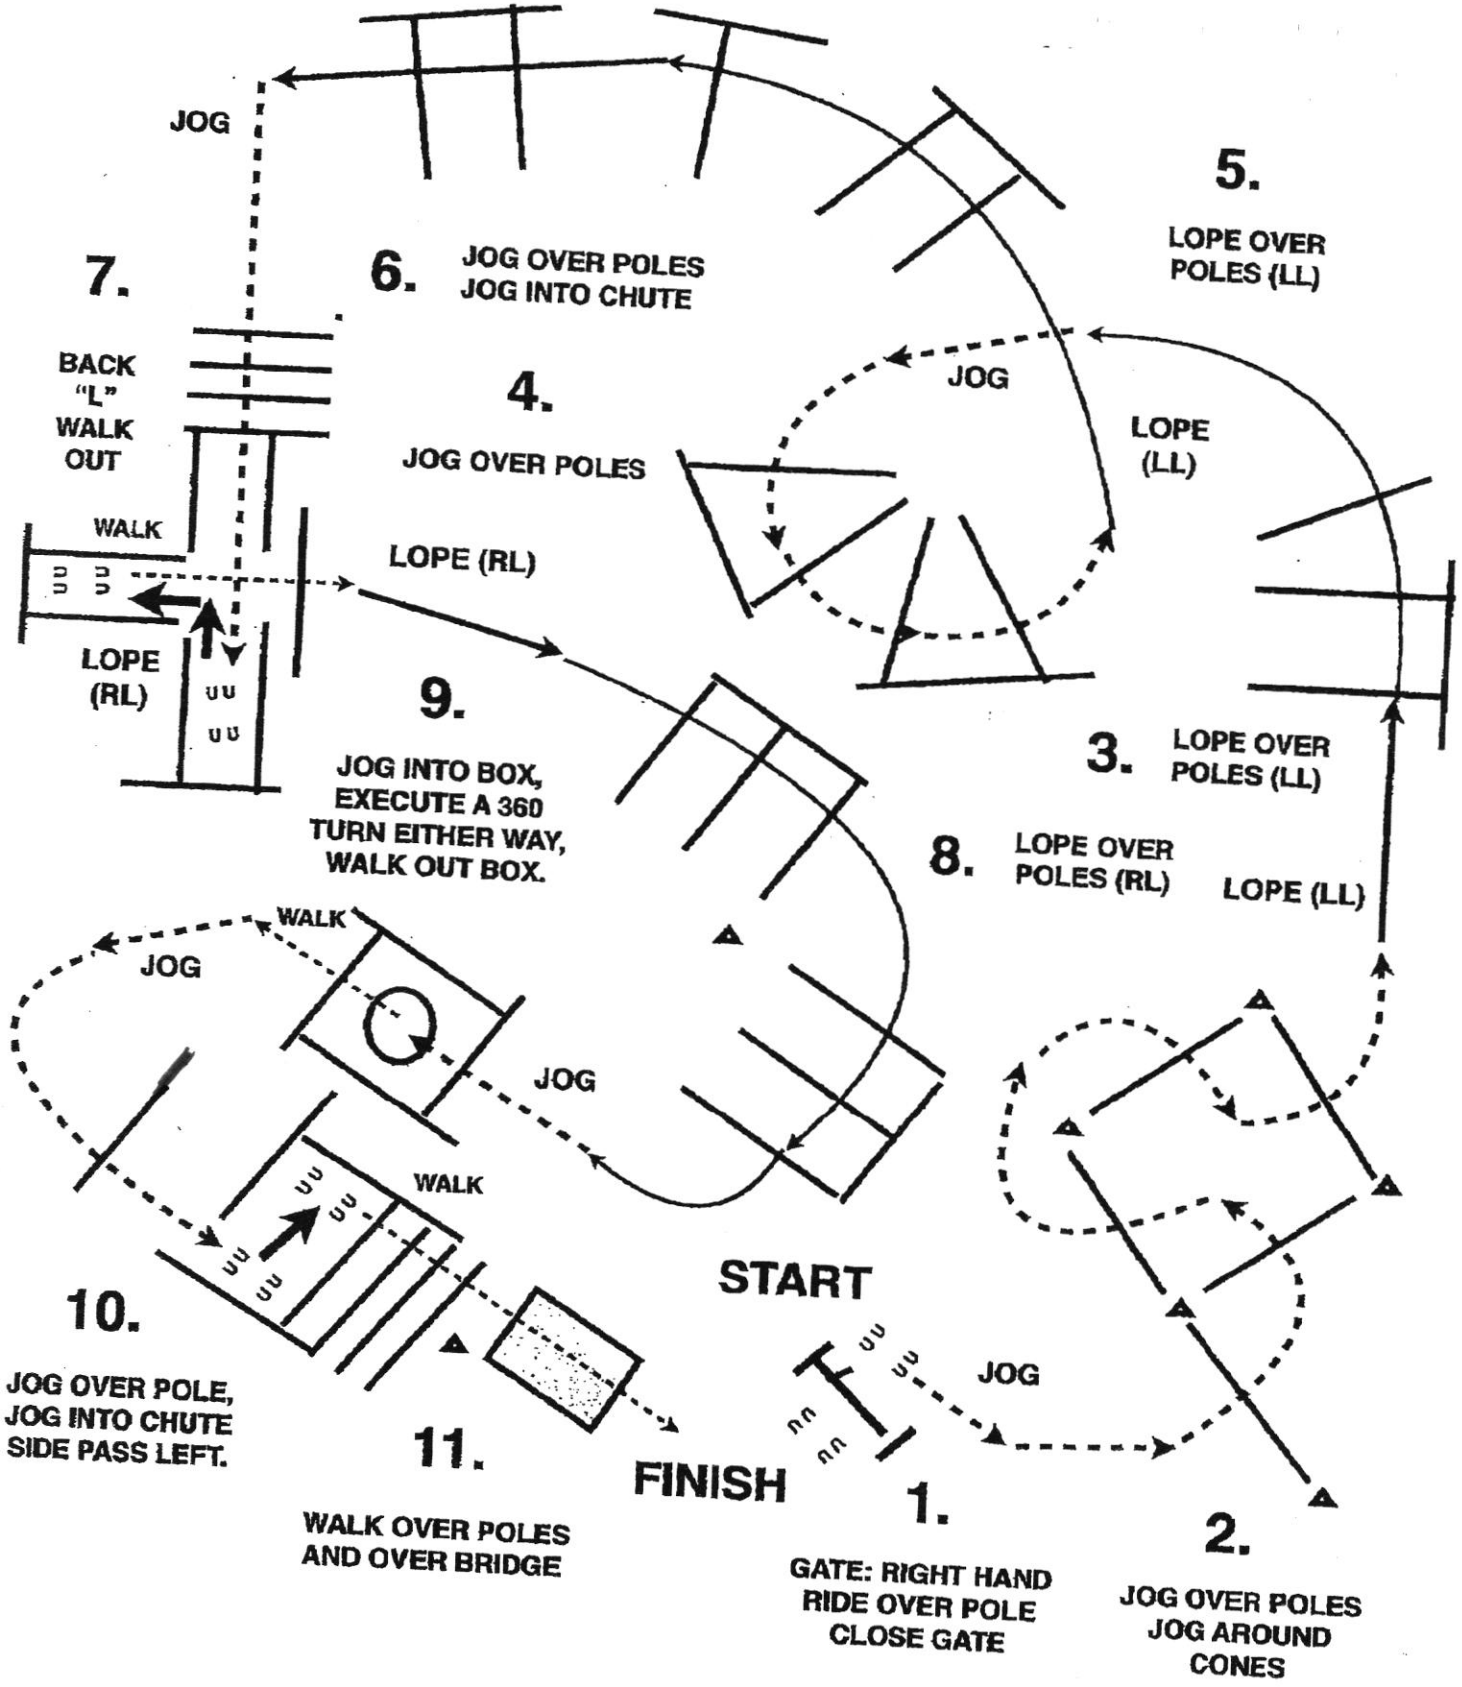 JOG
5.
LOPE OVER
POLES (LL)
7.
6.
JOG OVER POLES
JOG INTO CHUTE
BACK
“L”
WALK
OUT
4.
JOG
JOG OVER POLES
LOPE
(LL)
WALK
LOPE (RL)
LOPE
(RL)
9.
JOG INTO BOX,
EXECUTE A 360
TURN EITHER WAY,
WALK OUT BOX.
3.
LOPE OVER
POLES (LL)
8.
LOPE OVER
POLES (RL)
LOPE (LL)
WALK
JOG
JOG
WALK
START
10.
JOG OVER POLE,
JOG INTO CHUTE
SIDE PASS LEFT.
JOG
11.
WALK OVER POLES
AND OVER BRIDGE
FINISH
1.
GATE: RIGHT HAND
RIDE OVER POLE
CLOSE GATE
2.
JOG OVER POLES
JOG AROUND
CONES